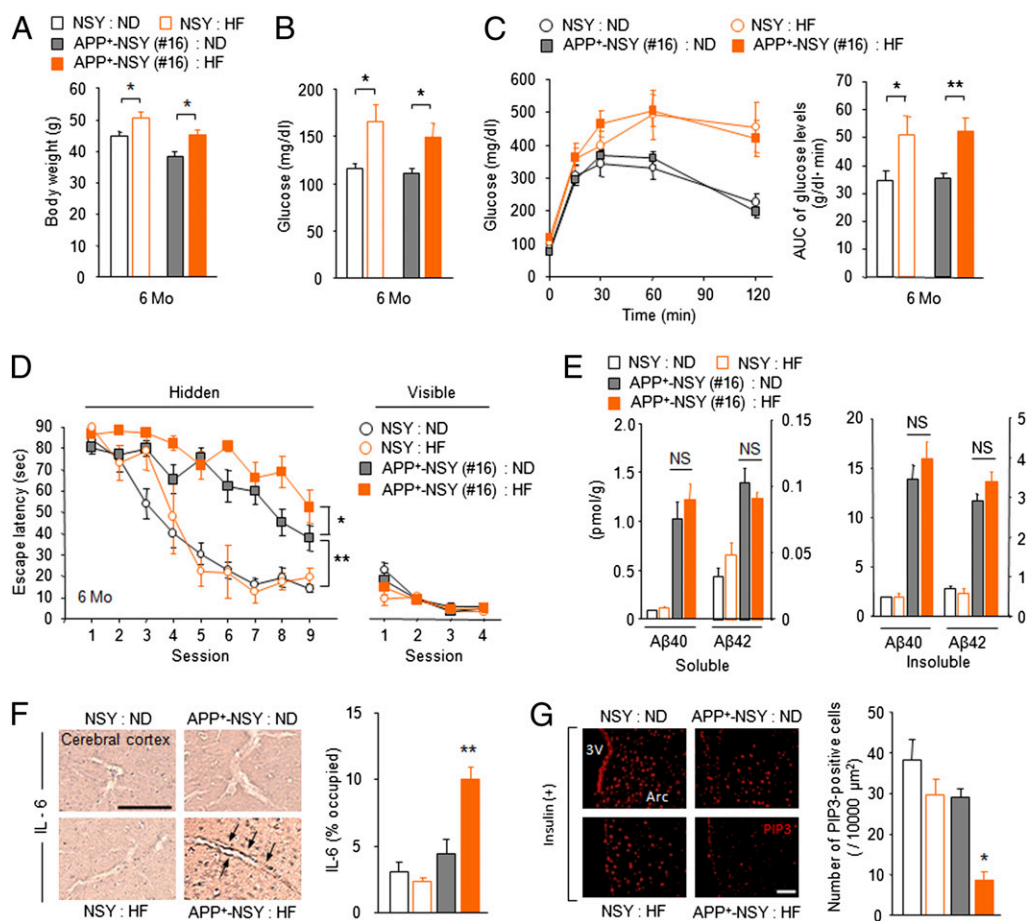 A
NSY : ND
NSY : HF
APP+-NSY (#16) : ND
APP+-NSY (#16) : HF
Body weight (g)
60
50
40
30
20
10
0
*
*
6 Mo
B
Glucose (mg/dl)
200
150
100
50
0
*
*
6 Mo
C
NSY : ND
NSY : HF
APP+-NSY (#16) : ND
APP+-NSY (#16) : HF
Glucose (mg/dl)
600
500
400
300
200
100
0
0 30 60 90 120
Time (min)
AUC of glucose levels
(g/dl· min)
70
60
50
40
30
20
10
0
*
**
6 Mo
D
Hidden
Visible
Escape latency (sec)
90
80
70
60
50
40
30
20
10
0
NSY : ND
NSY : HF
APP+-NSY (#16) : ND
APP+-NSY (#16) : HF
*
**
6 Mo
1 2 3 4 5 6 7 8 9
Session
1 2 3 4
Session
E
NSY : ND
NSY : HF
APP+-NSY (#16) : ND
APP+-NSY (#16) : HF
(pmol/g)
2.0
1.5
1.0
0.5
0
0.15
0.1
0.05
0
NS
NS
Aβ40
Aβ42
Soluble
20
15
10
5
0
5
4
3
2
1
0
NS
NS
Aβ40
Aβ42
Insoluble
F
NSY : ND
APP+-NSY : ND
Cerebral cortex
IL - 6
NSY : HF
APP+-NSY : HF
IL-6 (% occupied)
15
10
5
0
**
G
NSY : ND
APP+-NSY : ND
3V
Arc
PIP3
Insulin (+)
NSY : HF
APP+-NSY : HF
Number of PIP3-positive cells
( / 10000 μm²)
50
40
30
20
10
0
*